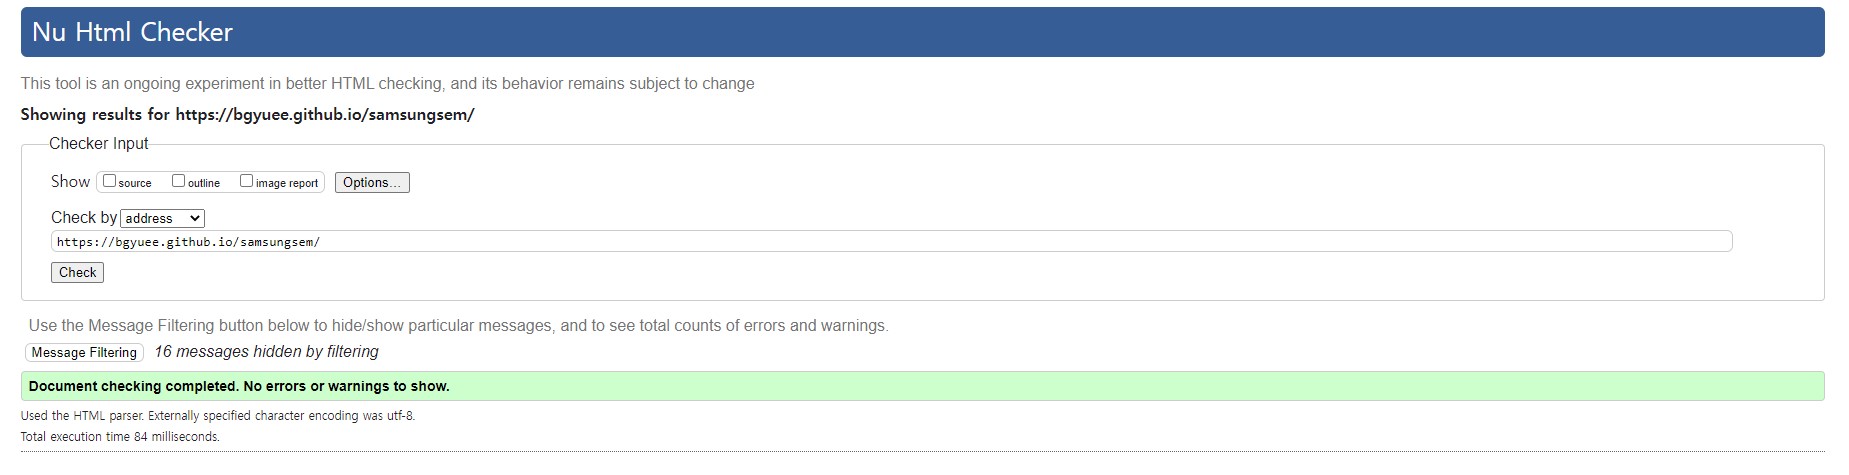 Nu Html Checker
This tool is an ongoing experiment in better HTML checking, and its behavior remains subject to change
Showing results for https://bgyuee.github.io/samsungsem/
Checker Input
Show source outline image report Options...
Check by address
https://bgyuee.github.io/samsungsem/
Check
Use the Message Filtering button below to hide/show particular messages, and to see total counts of errors and warnings.
Message Filtering 16 messages hidden by filtering
Document checking completed. No errors or warnings to show.
Used the HTML parser. Externally specified character encoding was utf-8.
Total execution time 84 milliseconds.